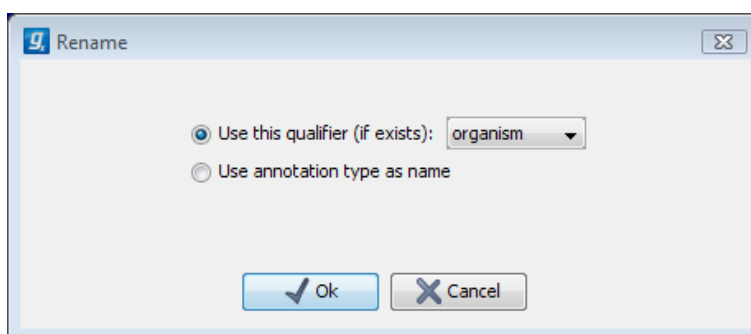 Rename
Use this qualifier (if exists): organism
Use annotation type as name
Ok Cancel